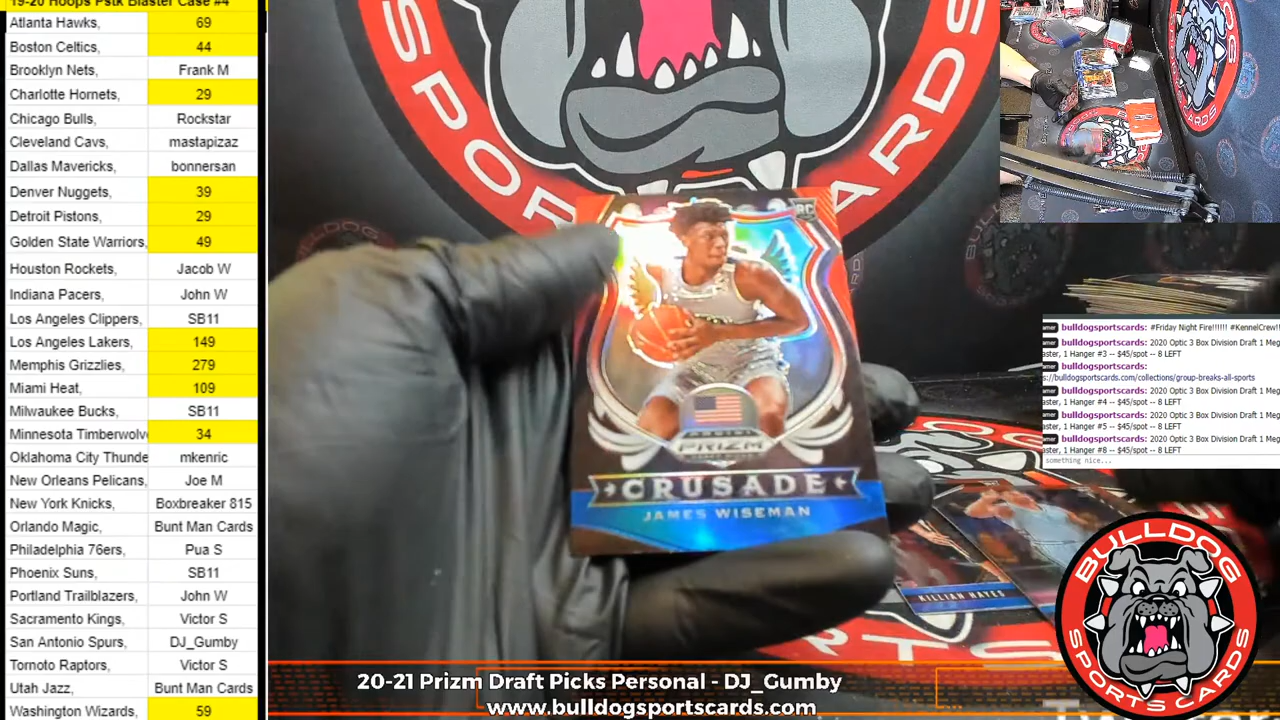 19-20 Hoops Pstk Blaster Case #4
Atlanta Hawks, 69
Boston Celtics, 44
Brooklyn Nets, Frank M
Charlotte Hornets, 29
Chicago Bulls, Rockstar
Cleveland Cavs, mastapizaz
Dallas Mavericks, bonnersan
Denver Nuggets, 39
Detroit Pistons, 29
Golden State Warriors, 49
Houston Rockets, Jacob W
Indiana Pacers, John W
Los Angeles Clippers, SB11
Los Angeles Lakers, 149
Memphis Grizzlies, 279
Miami Heat, 109
Milwaukee Bucks, SB11
Minnesota Timberwolv 34
Oklahoma City Thunde mkenric
New Orleans Pelicans, Joe M
New York Knicks, Boxbreaker 815
Orlando Magic, Bunt Man Cards
Philadelphia 76ers, Pua S
Phoenix Suns, SB11
Portland Trailblazers, John W
Sacramento Kings, Victor S
San Antonio Spurs, DJ_Gumby
Tornoto Raptors, Victor S
Utah Jazz, Bunt Man Cards
Washington Wizards, 59
SPORTS CARDS
RC
PANINI
PRIZM
CRUSADE
JAMES WISEMAN
KILLIAN HAYES
bulldogsportscards: #Friday Night Fire!!!!!! #KennelCrew!!
bulldogsportscards: 2020 Optic 3 Box Division Draft 1 Meg
aster, 1 Hanger #3 -- $45/spot -- 8 LEFT
bulldogsportscards:
s://bulldogsportscards.com/collections/group-breaks-all-sports
bulldogsportscards: 2020 Optic 3 Box Division Draft 1 Meg
aster, 1 Hanger #4 -- $45/spot -- 8 LEFT
bulldogsportscards: 2020 Optic 3 Box Division Draft 1 Meg
aster, 1 Hanger #5 -- $45/spot -- 8 LEFT
bulldogsportscards: 2020 Optic 3 Box Division Draft 1 Meg
aster, 1 Hanger #8 -- $45/spot -- 8 LEFT
something nice...
BULLDOG
SPORTS CARDS
20-21 Prizm Draft Picks Personal - DJ_Gumby
www.bulldogsportscards.com